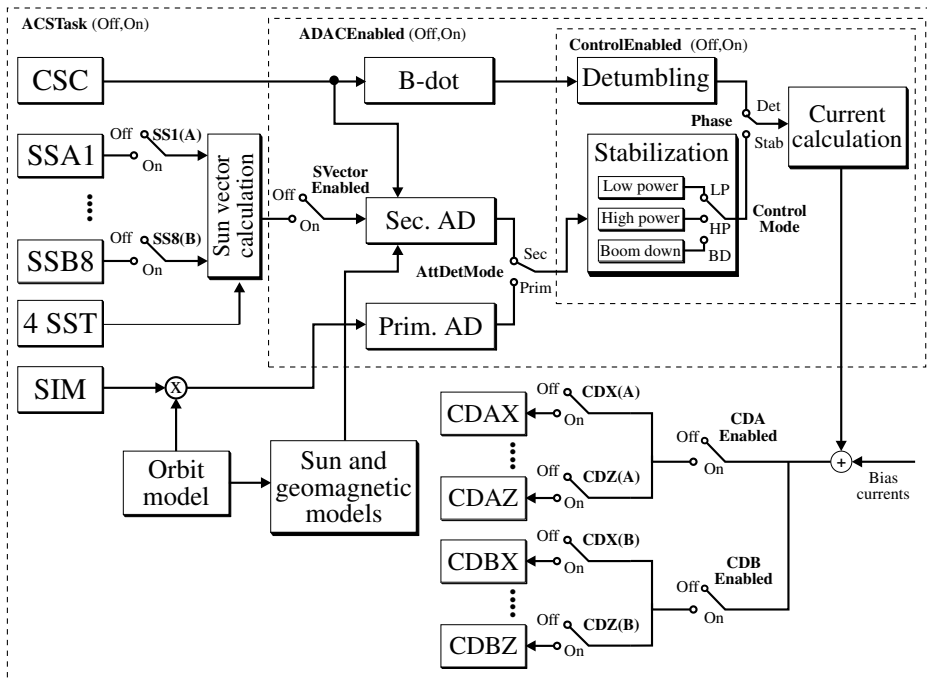 ACSTask (Off,On)
ADACEnabled (Off,On)
ControlEnabled (Off,On)
CSC
B-dot
Detumbling
Det
Phase
Stab
Current
calculation
SSA1
Off
SS1(A)
On
Sun vector
calculation
Off
SVector
Enabled
On
Stabilization
Low power
High power
Boom down
LP
HP
BD
Control
Mode
Sec. AD
Sec
AttDetMode
Prim
SSB8
Off
SS8(B)
On
4 SST
Prim. AD
SIM
X
Orbit
model
Sun and
geomagnetic
models
CDAX
Off
CDX(A)
On
CDAZ
Off
CDZ(A)
On
CDA
Enabled
Off
On
+
Bias
currents
CDBX
Off
CDX(B)
On
CDB
Enabled
Off
On
CDBZ
Off
CDZ(B)
On